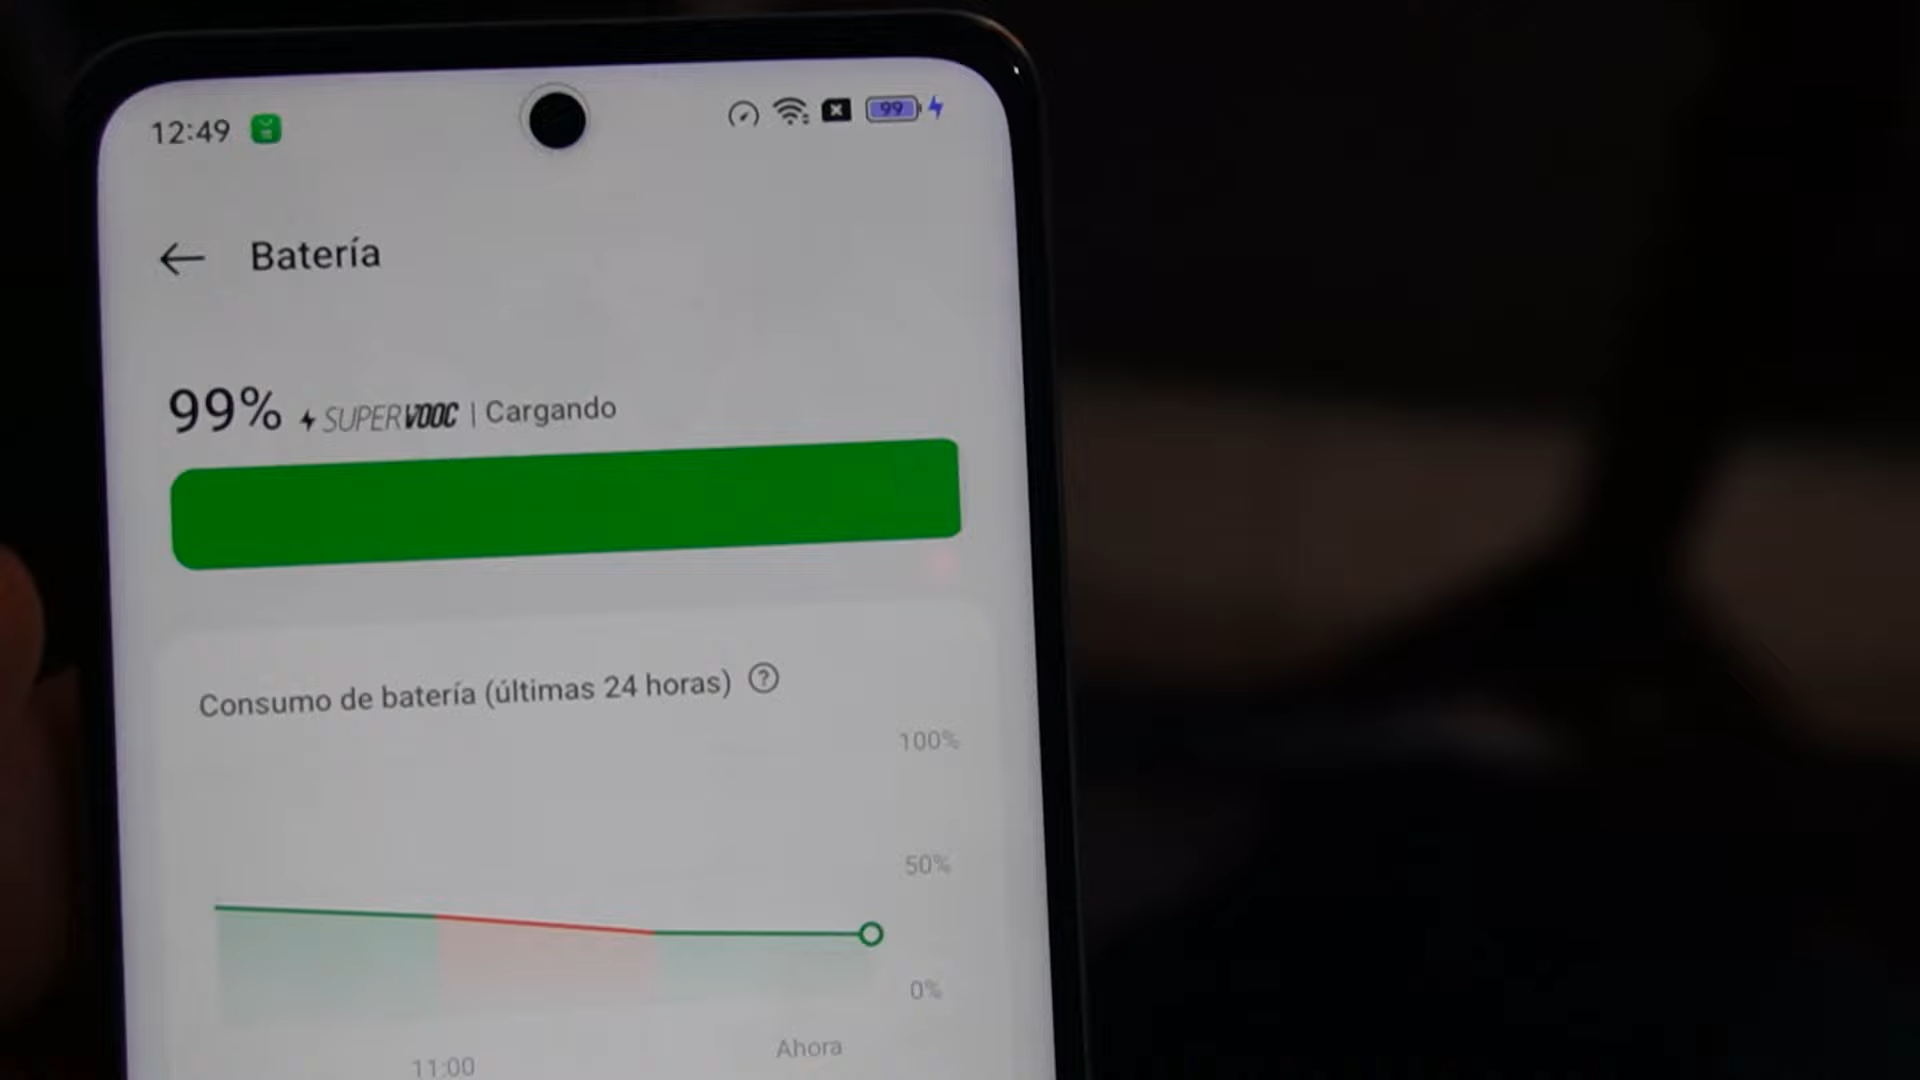 12:49
99
Batería
99% SUPERVOOC | Cargando
Consumo de batería (últimas 24 horas) ?
100%
50%
0%
11:00
Ahora